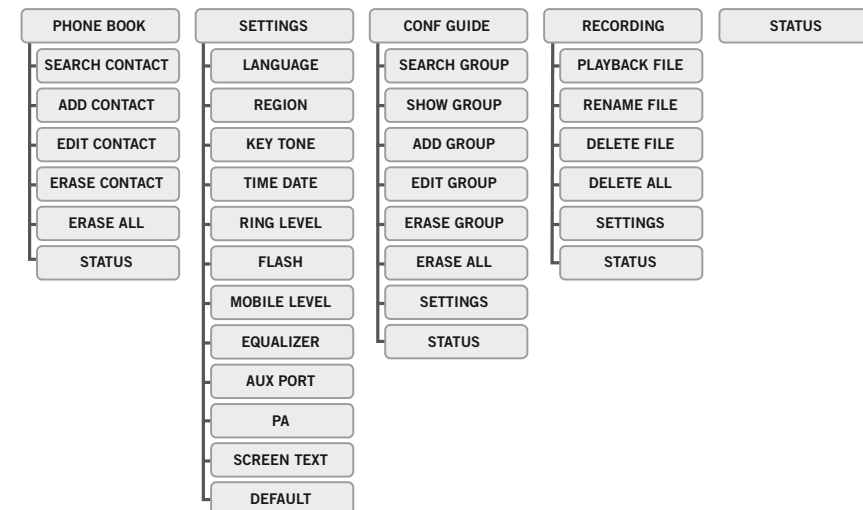 PHONE BOOK
SEARCH CONTACT
ADD CONTACT
EDIT CONTACT
ERASE CONTACT
ERASE ALL
STATUS
SETTINGS
LANGUAGE
REGION
KEY TONE
TIME DATE
RING LEVEL
FLASH
MOBILE LEVEL
EQUALIZER
AUX PORT
PA
SCREEN TEXT
DEFAULT
CONF GUIDE
SEARCH GROUP
SHOW GROUP
ADD GROUP
EDIT GROUP
ERASE GROUP
ERASE ALL
SETTINGS
STATUS
RECORDING
PLAYBACK FILE
RENAME FILE
DELETE FILE
DELETE ALL
SETTINGS
STATUS
STATUS